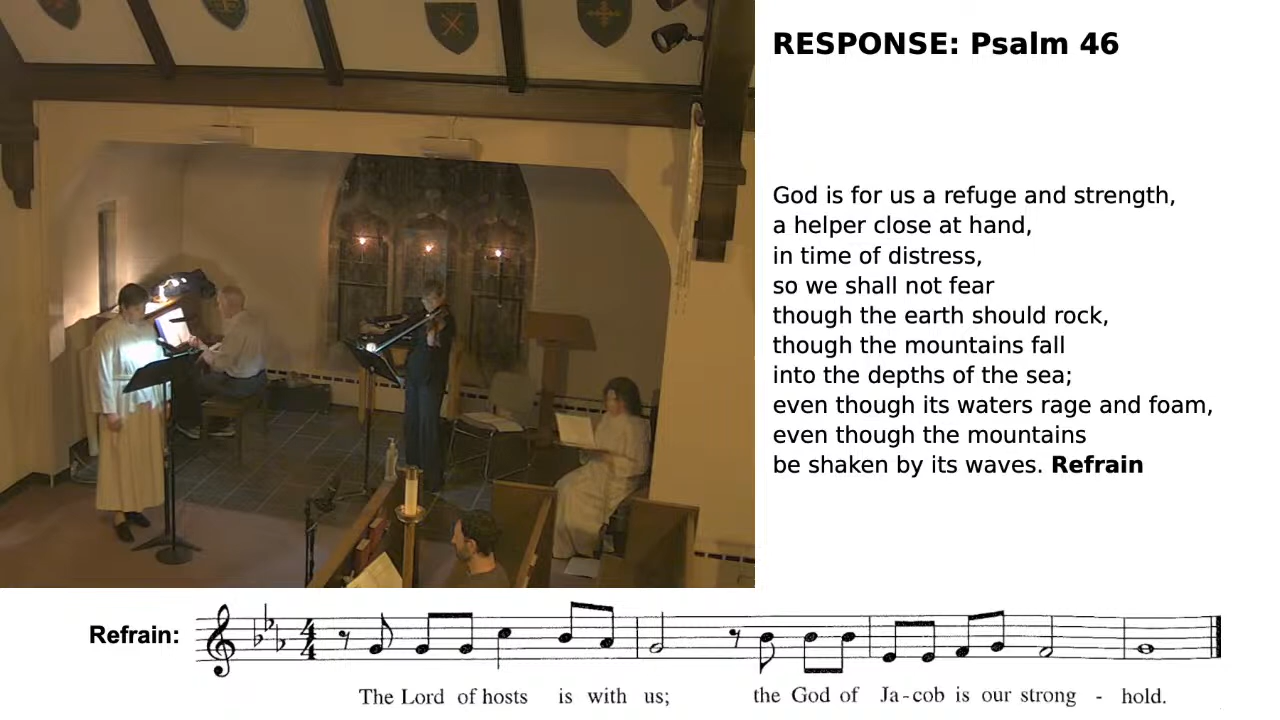 RESPONSE: Psalm 46
God is for us a refuge and strength,
a helper close at hand,
in time of distress,
so we shall not fear
though the earth should rock,
though the mountains fall
into the depths of the sea;
even though its waters rage and foam,
even though the mountains
be shaken by its waves. Refrain
Refrain:
The Lord of hosts is with us; the God of Ja-cob is our strong - hold.